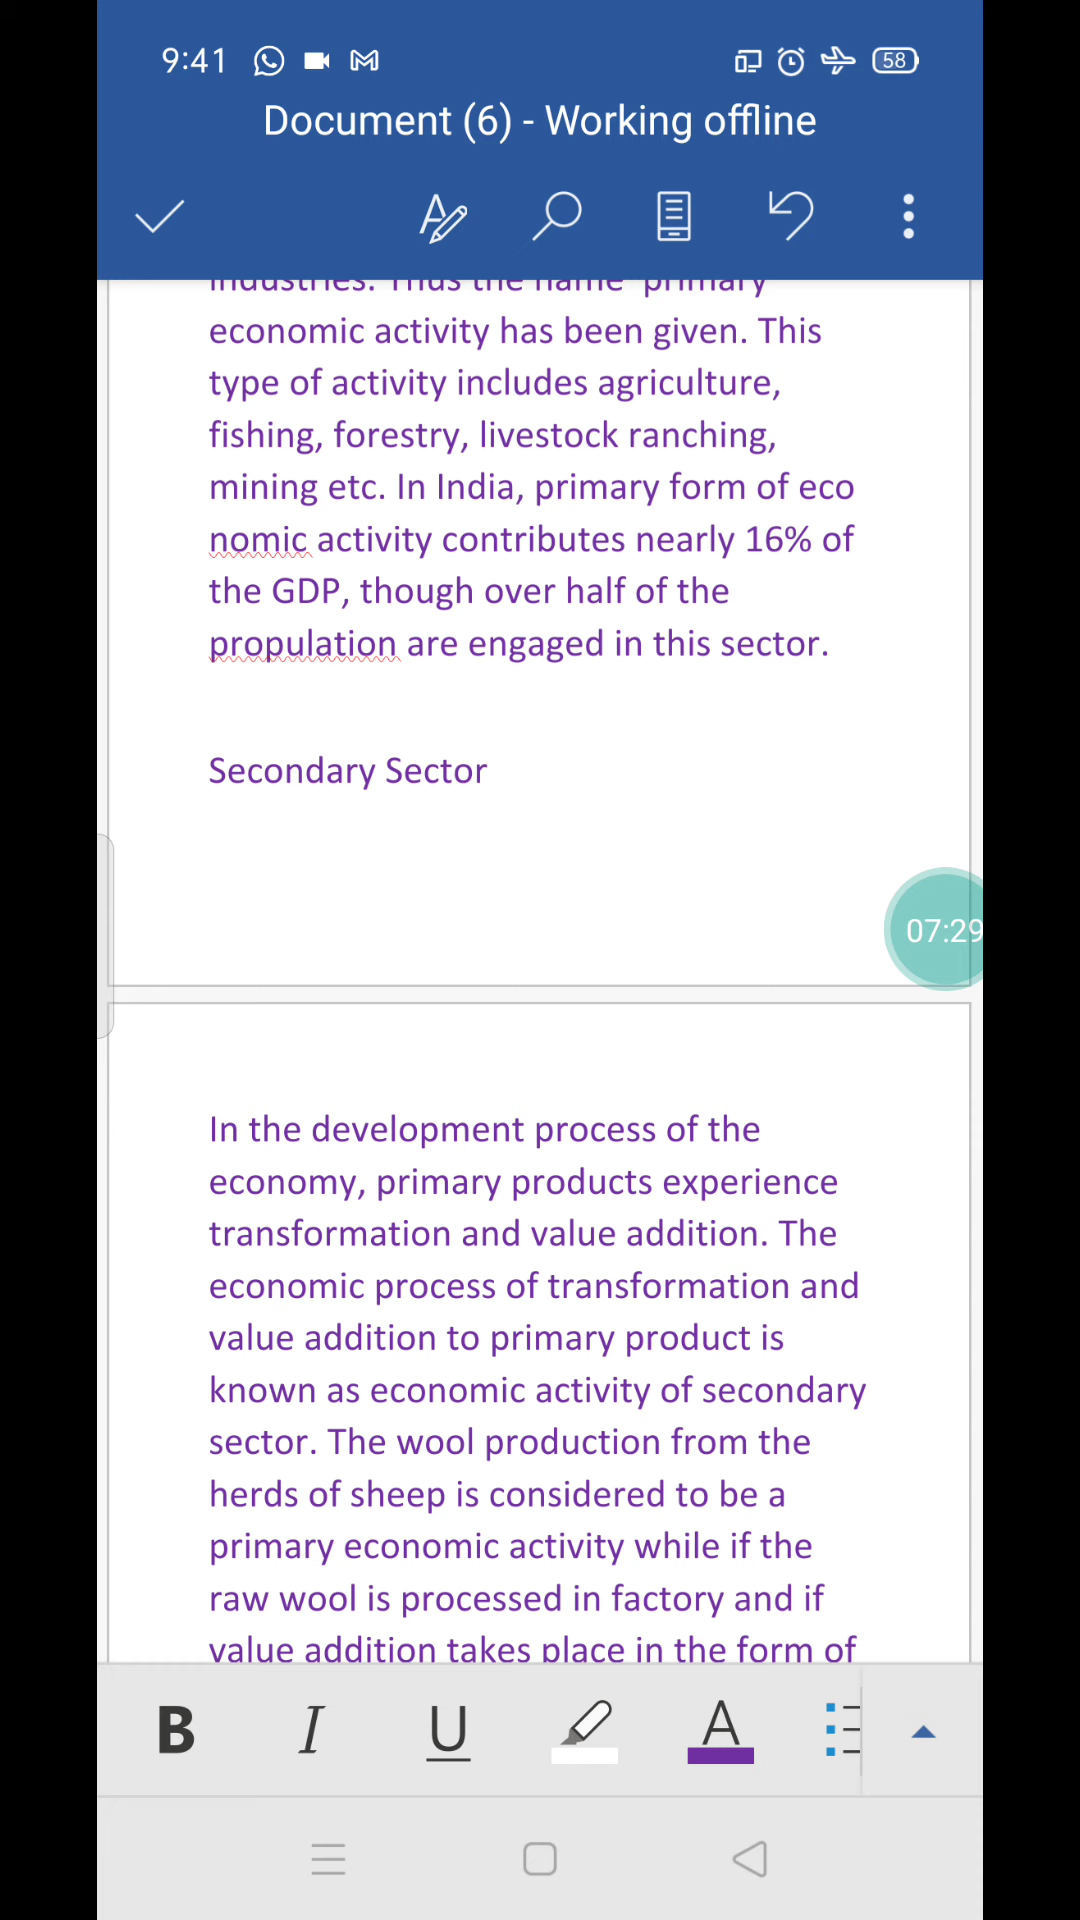 9:41
58
Document (6) - Working offline
industries. Thus the name primary
economic activity has been given. This
type of activity includes agriculture,
fishing, forestry, livestock ranching,
mining etc. In India, primary form of eco
nomic activity contributes nearly 16% of
the GDP, though over half of the
propulation are engaged in this sector.
Secondary Sector
07:29
In the development process of the
economy, primary products experience
transformation and value addition. The
economic process of transformation and
value addition to primary product is
known as economic activity of secondary
sector. The wool production from the
herds of sheep is considered to be a
primary economic activity while if the
raw wool is processed in factory and if
value addition takes place in the form of
B I U A